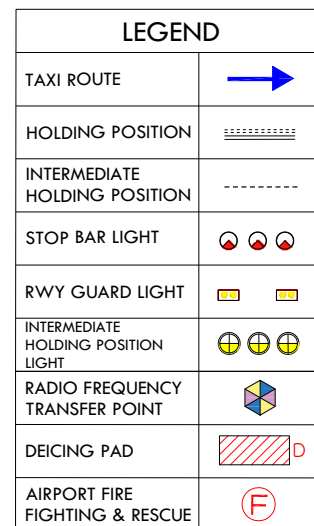 LEGEND
TAXI ROUTE
HOLDING POSITION
INTERMEDIATE
HOLDING POSITION
STOP BAR LIGHT
RWY GUARD LIGHT
INTERMEDIATE
HOLDING POSITION
LIGHT
RADIO FREQUENCY
TRANSFER POINT
DEICING PAD
D
AIRPORT FIRE
FIGHTING & RESCUE
F